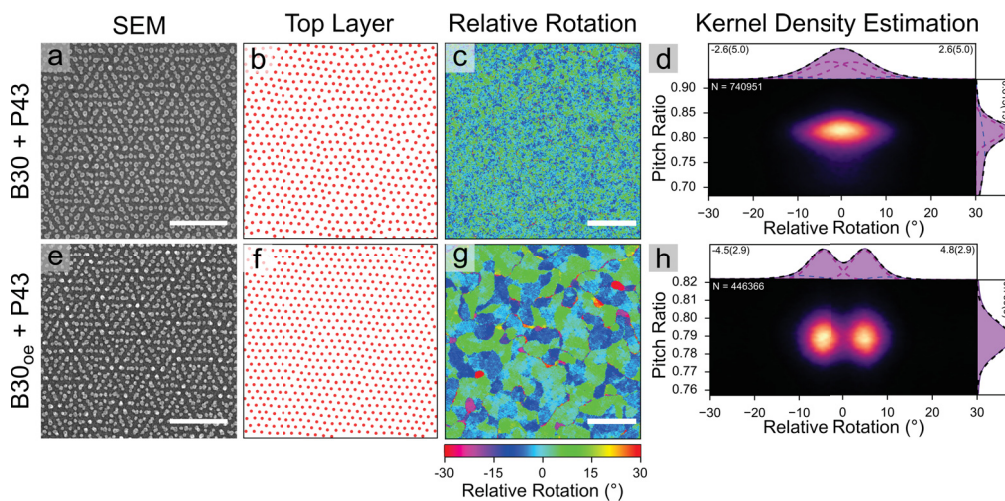 SEM
Top Layer
Relative Rotation
Kernel Density Estimation
B30 + P43
a
b
c
d
-2.6(5.0)
2.6(5.0)
N = 740951
Pitch Ratio
0.90
0.85
0.80
0.75
0.70
-30
-20
-10
0
10
20
30
Relative Rotation (°)
B30oe + P43
e
f
g
h
-4.5(2.9)
4.8(2.9)
N = 446366
Pitch Ratio
0.82
0.81
0.80
0.79
0.78
0.77
0.76
-30
-20
-10
0
10
20
30
Relative Rotation (°)
-30
-15
0
15
30
Relative Rotation (°)